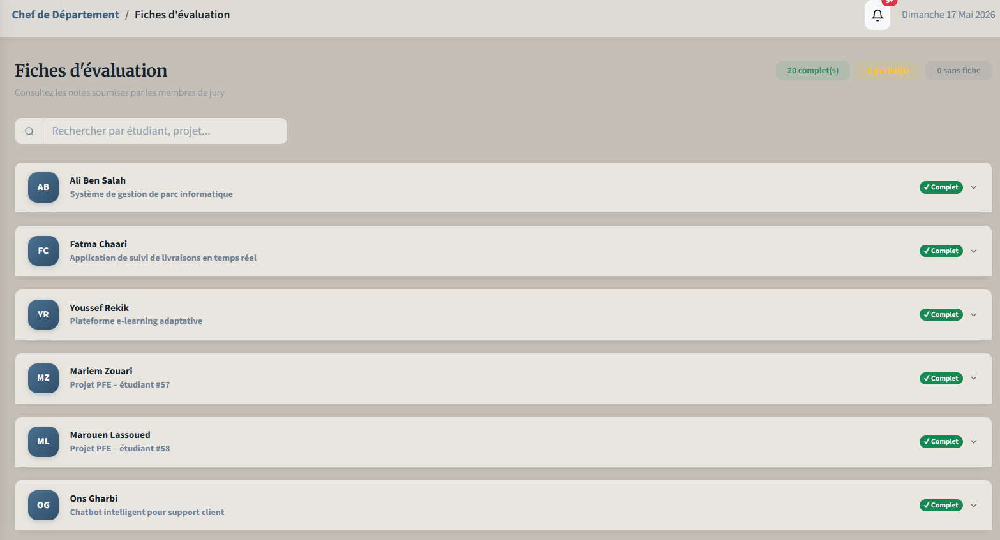 Chef de Département / Fiches d'évaluation
9+
Dimanche 17 Mai 2026
Fiches d'évaluation
20 complet(s)
0 partiel(s)
0 sans fiche
Consultez les notes soumises par les membres de jury
Rechercher par étudiant, projet...
AB
Ali Ben Salah
Système de gestion de parc informatique
✓ Complet
FC
Fatma Chaari
Application de suivi de livraisons en temps réel
✓ Complet
YR
Youssef Rekik
Plateforme e-learning adaptative
✓ Complet
MZ
Mariem Zouari
Projet PFE – étudiant #57
✓ Complet
ML
Marouen Lassoued
Projet PFE – étudiant #58
✓ Complet
OG
Ons Gharbi
Chatbot intelligent pour support client
✓ Complet